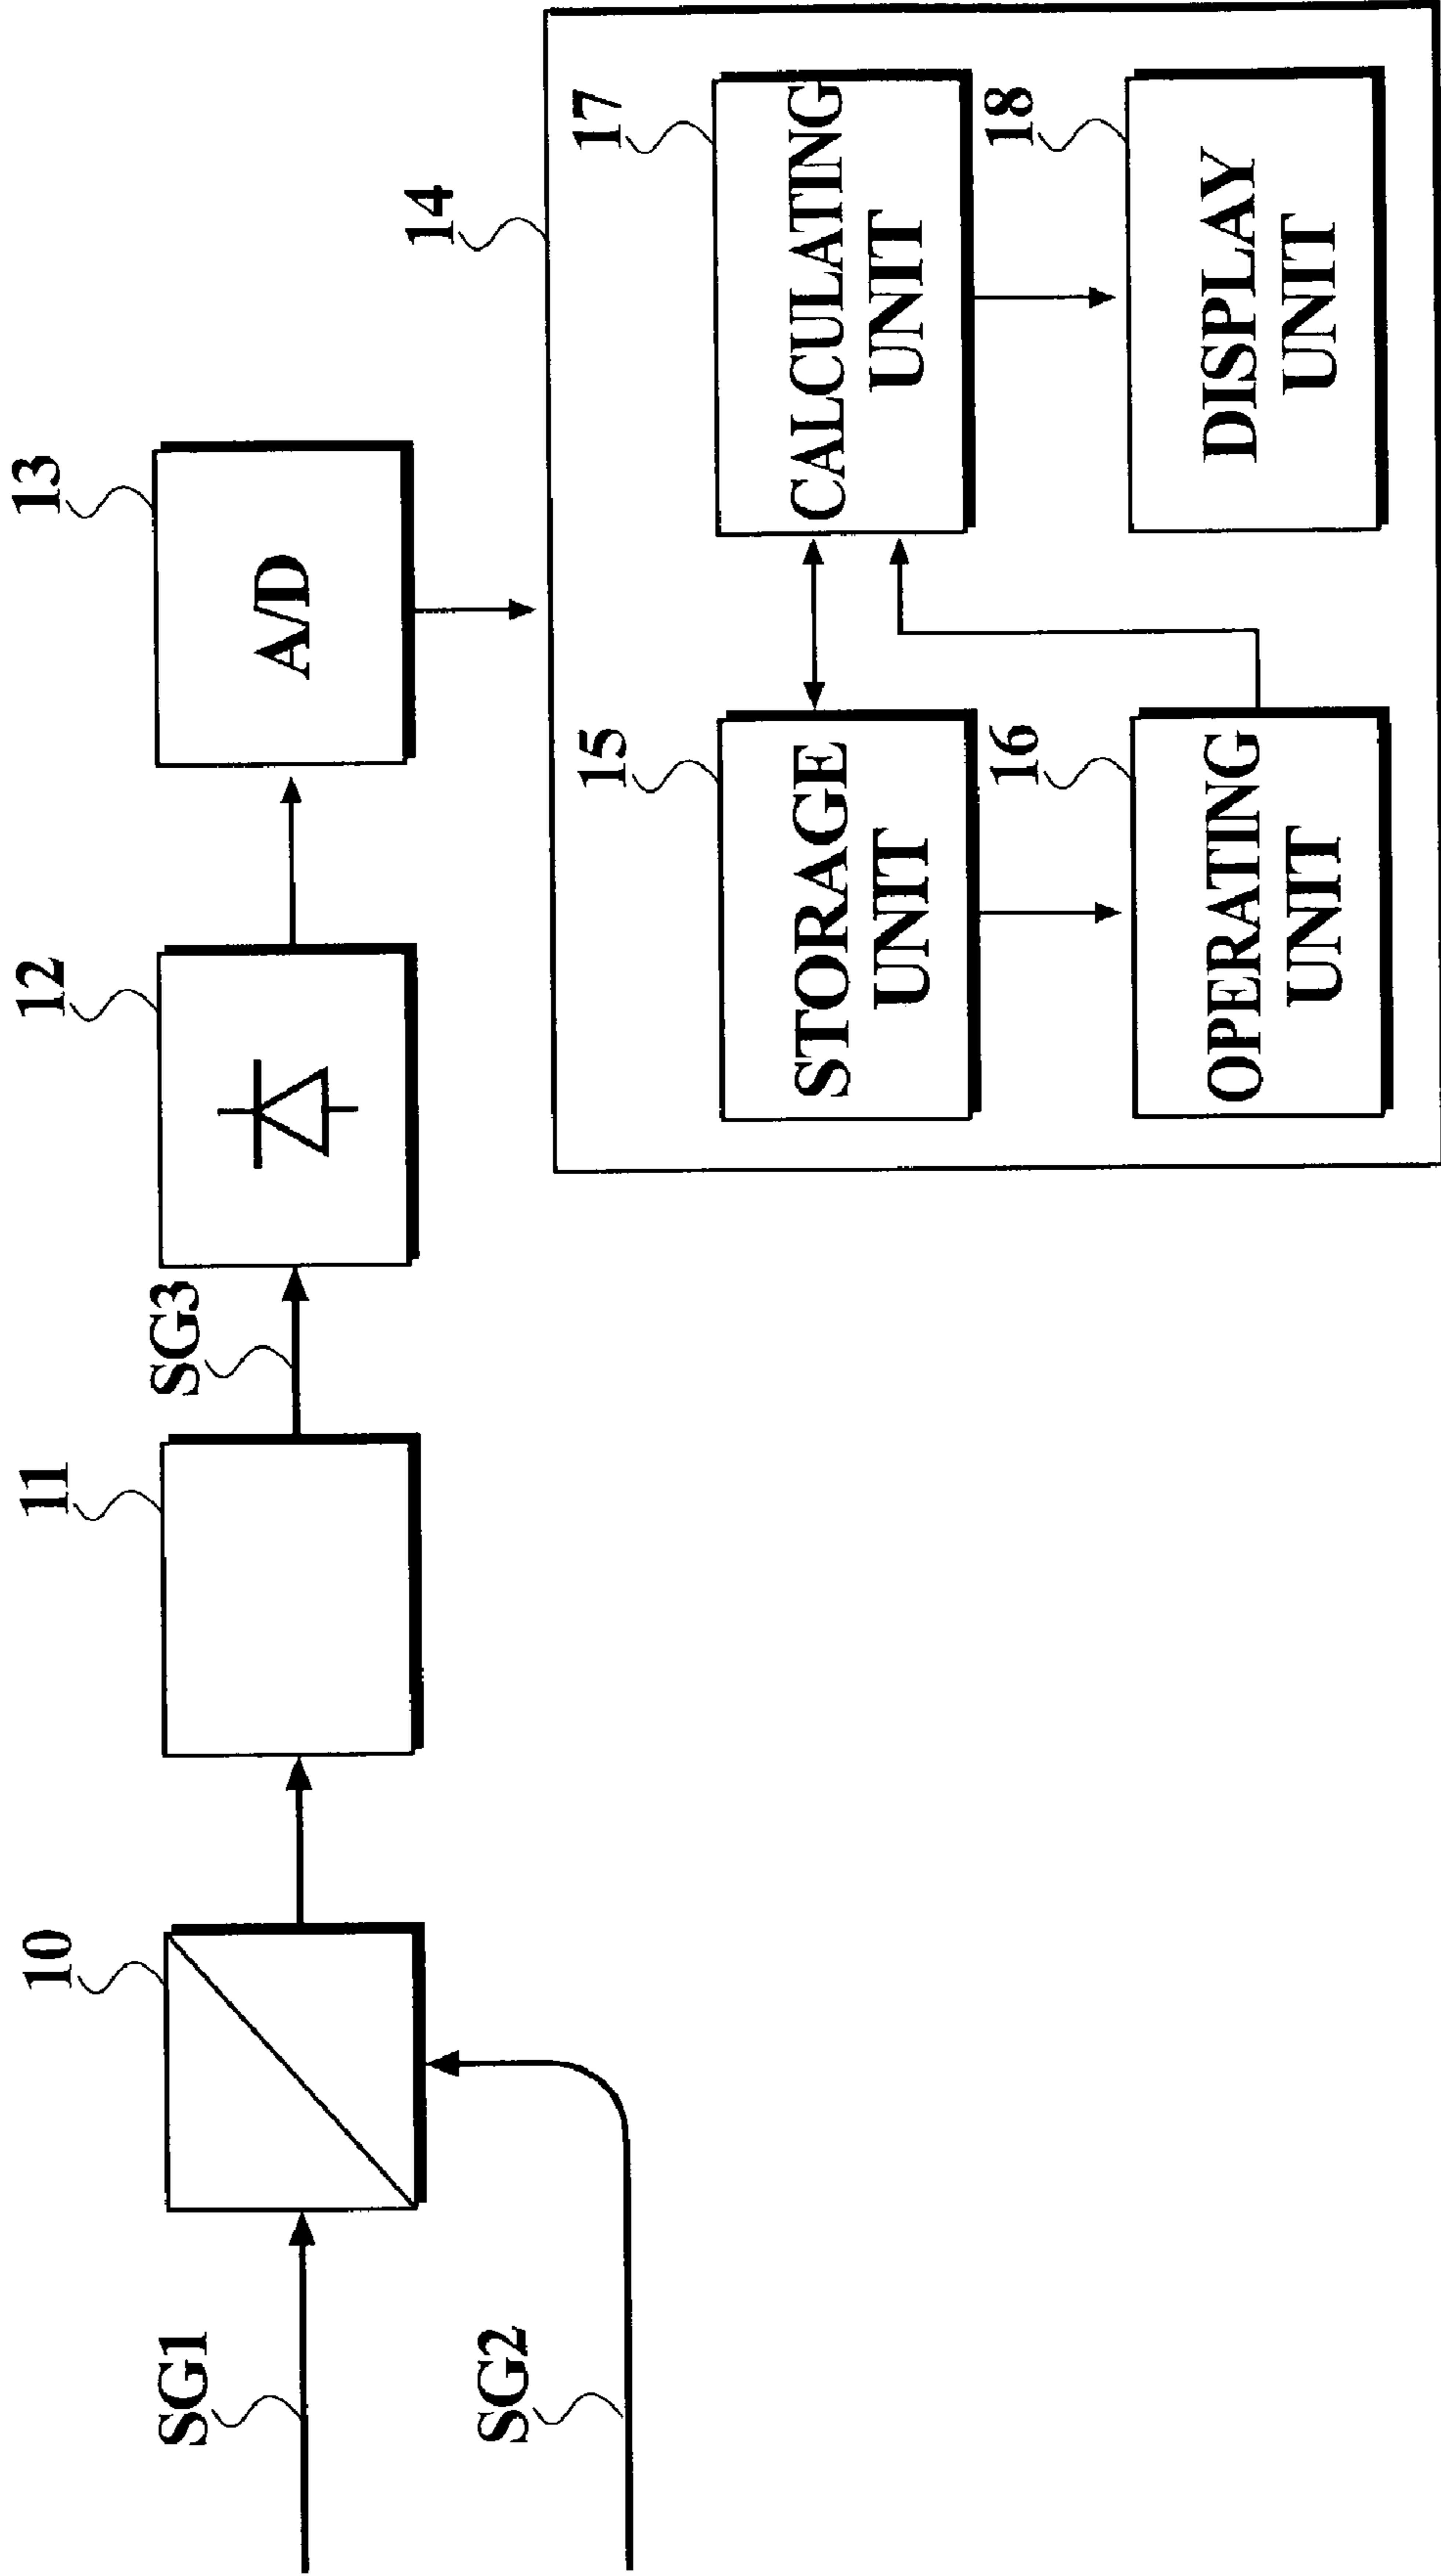 10
11
12
13
SG1
SG3
A/D
SG2
14
15
17
STORAGE
UNIT
CALCULATING
UNIT
16
18
OPERATING
UNIT
DISPLAY
UNIT